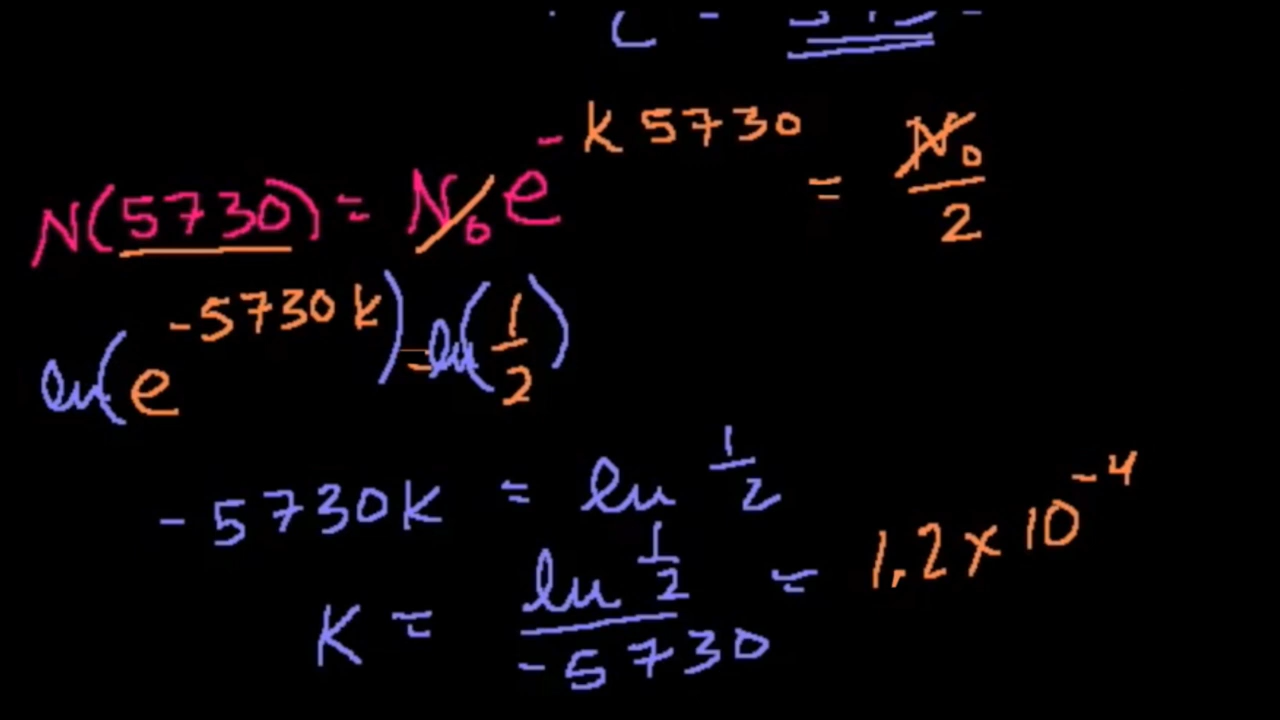 N(5730) = N₀e^(-k5730) = N₀/2
ln(e^(-5730k)) = ln(1/2)
-5730k = ln 1/2
K = ln 1/2 / -5730 = 1.2 x 10^-4